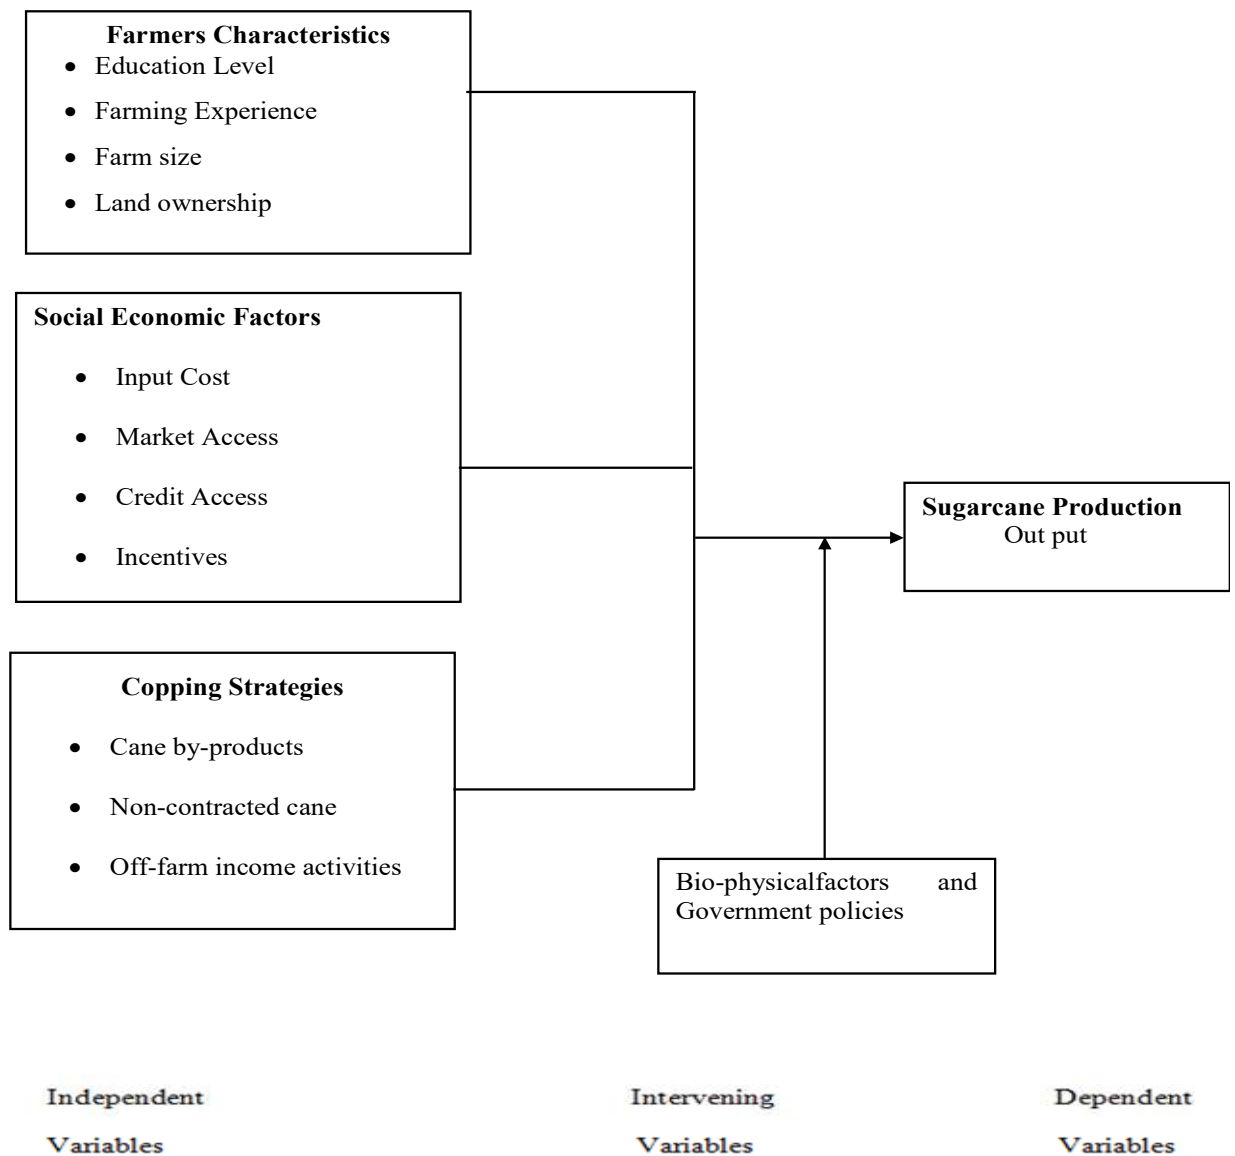 Farmers Characteristics
• Education Level
• Farming Experience
• Farm size
• Land ownership
Social Economic Factors
• Input Cost
• Market Access
• Credit Access
• Incentives
Sugarcane Production
Out put
Copping Strategies
• Cane by-products
• Non-contracted cane
• Off-farm income activities
Bio-physicalfactors and
Government policies
Independent
Variables
Intervening
Variables
Dependent
Variables